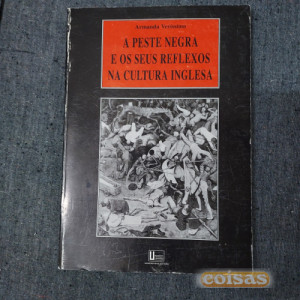 A PESTE NEGRA
E OS SEUS REFLEXOS
NA CULTURA INGLESA
coisas